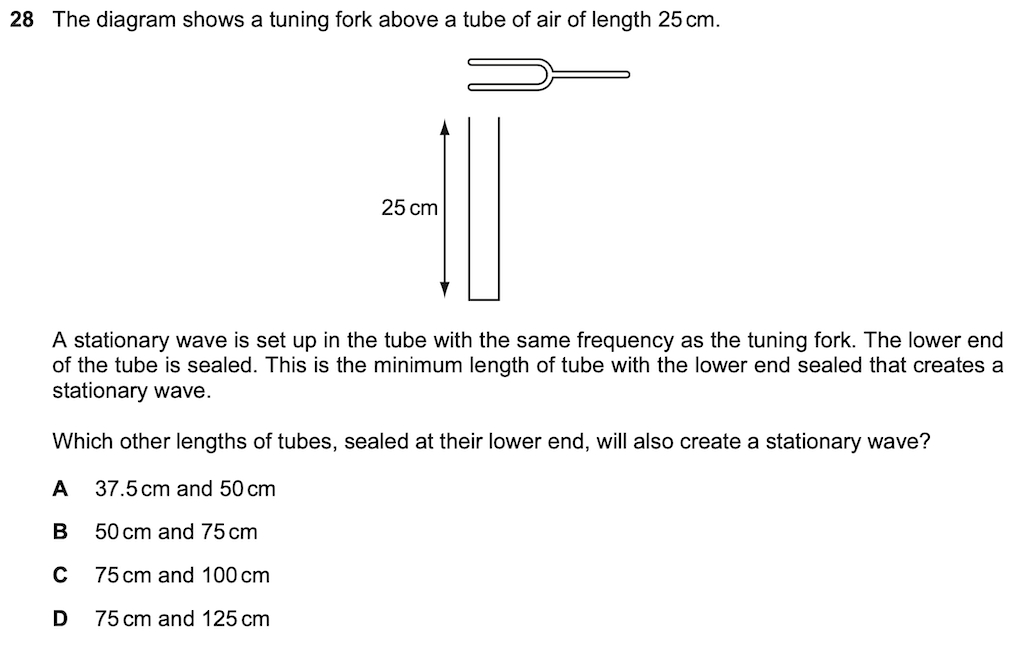 28 The diagram shows a tuning fork above a tube of air of length 25 cm.
25 cm
A stationary wave is set up in the tube with the same frequency as the tuning fork. The lower end
of the tube is sealed. This is the minimum length of tube with the lower end sealed that creates a
stationary wave.
Which other lengths of tubes, sealed at their lower end, will also create a stationary wave?
A 37.5 cm and 50 cm
B 50 cm and 75 cm
C 75 cm and 100 cm
D 75 cm and 125 cm